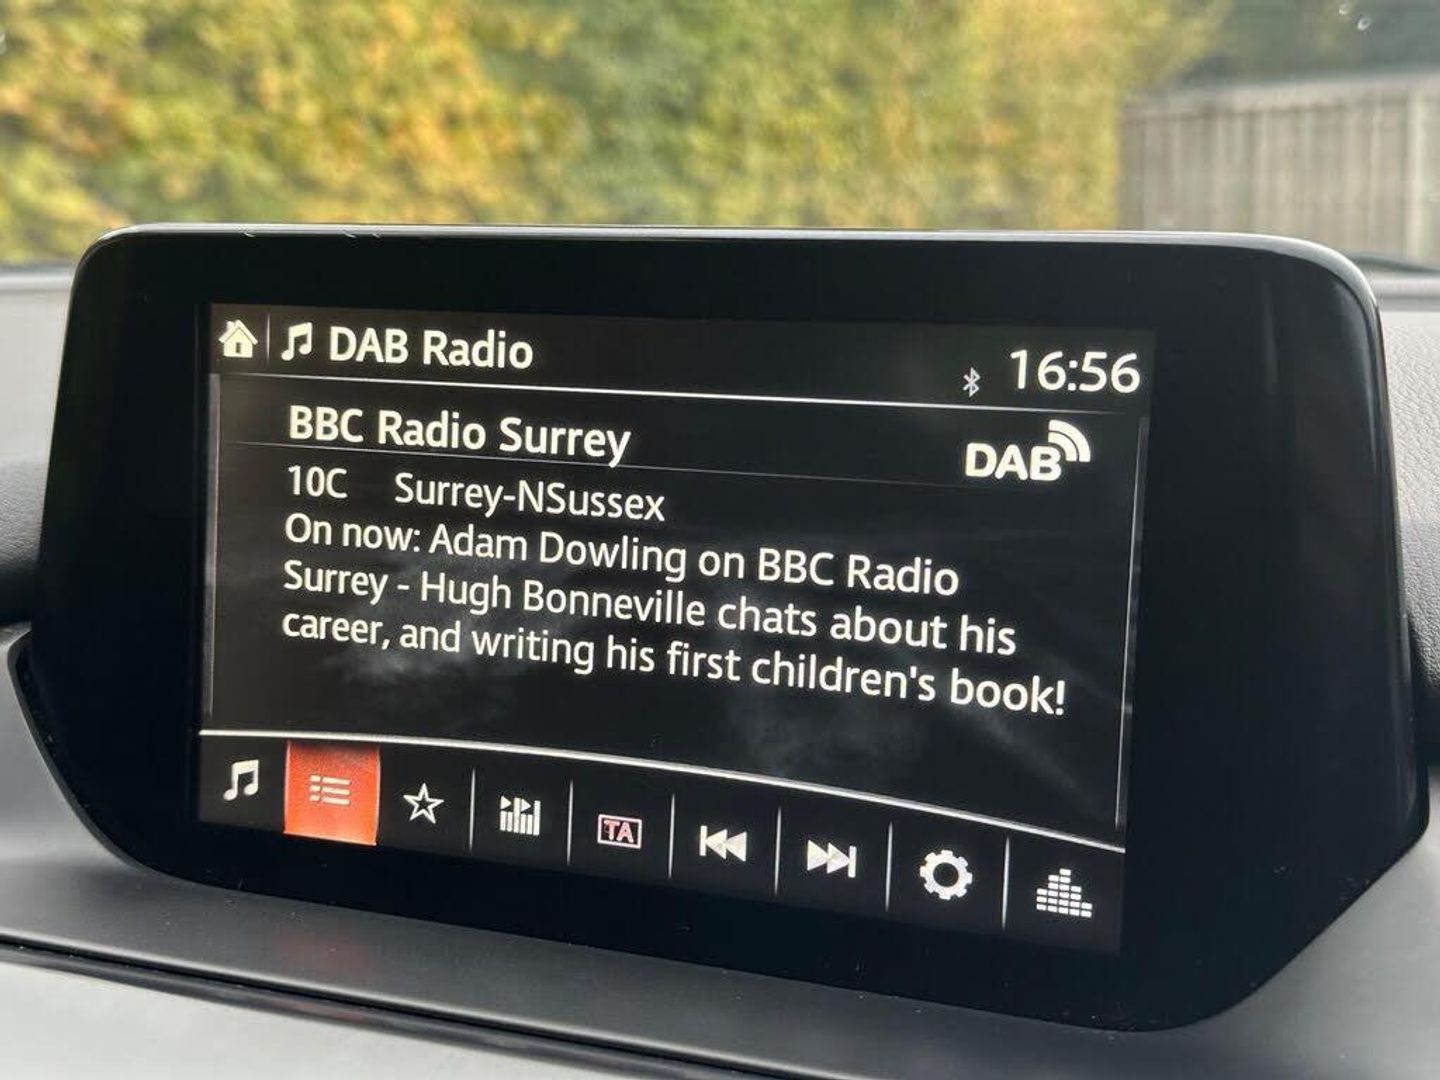 DAB Radio
16:56
BBC Radio Surrey
DAB
10C Surrey-NSussex
On now: Adam Dowling on BBC Radio
Surrey - Hugh Bonneville chats about his
career, and writing his first children's book!
TA